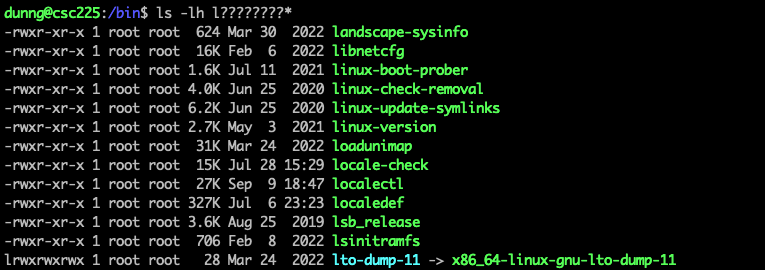 dunng@csc225:/bin$ ls -lh l????????*
-rwxr-xr-x 1 root root  624 Mar 30  2022 landscape-sysinfo
-rwxr-xr-x 1 root root  16K Feb  6  2022 libnetcfg
-rwxr-xr-x 1 root root 1.6K Jul 11  2021 linux-boot-prober
-rwxr-xr-x 1 root root 4.0K Jun 25  2020 linux-check-removal
-rwxr-xr-x 1 root root 6.2K Jun 25  2020 linux-update-symlinks
-rwxr-xr-x 1 root root 2.7K May  3  2021 linux-version
-rwxr-xr-x 1 root root  31K Mar 24  2022 loadunimap
-rwxr-xr-x 1 root root  15K Jul 28 15:29 locale-check
-rwxr-xr-x 1 root root  27K Sep  9 18:47 localectl
-rwxr-xr-x 1 root root 327K Jul  6 23:23 localedef
-rwxr-xr-x 1 root root 3.6K Aug 25  2019 lsb_release
-rwxr-xr-x 1 root root  706 Feb  8  2022 lsinitramfs
lrwxrwxrwx 1 root root   28 Mar 24  2022 lto-dump-11 -> x86_64-linux-gnu-lto-dump-11